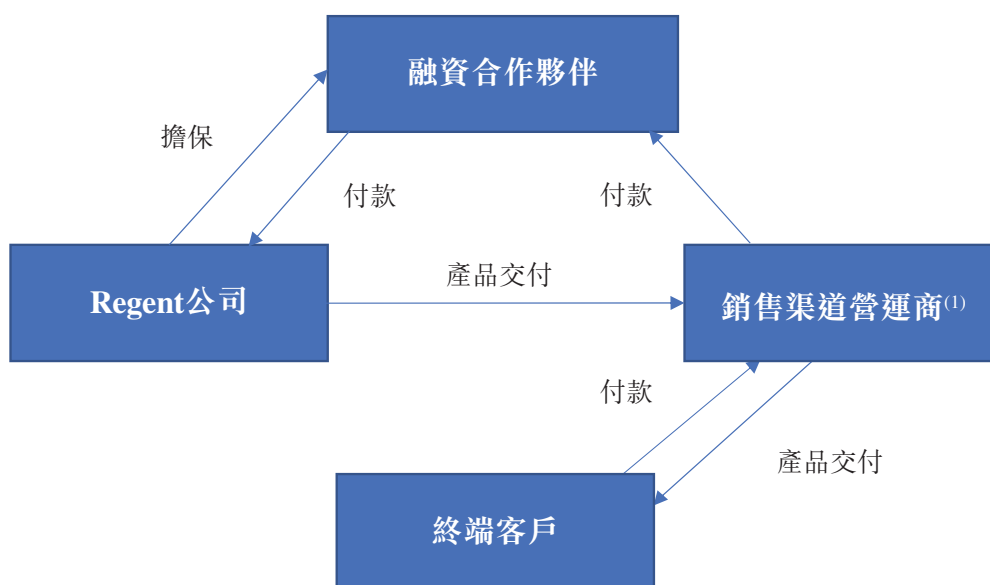 融資合作夥伴
擔保
付款
付款
Regent公司
產品交付
銷售渠道營運商(1)
付款
產品交付
終端客戶